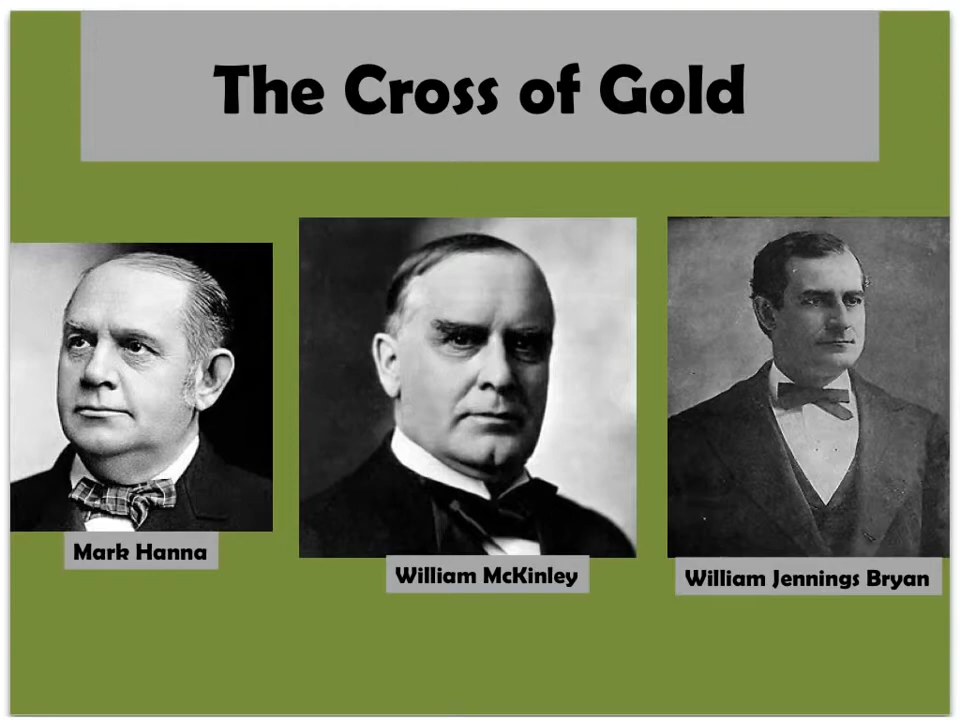 The Cross of Gold
Mark Hanna
William McKinley
William Jennings Bryan